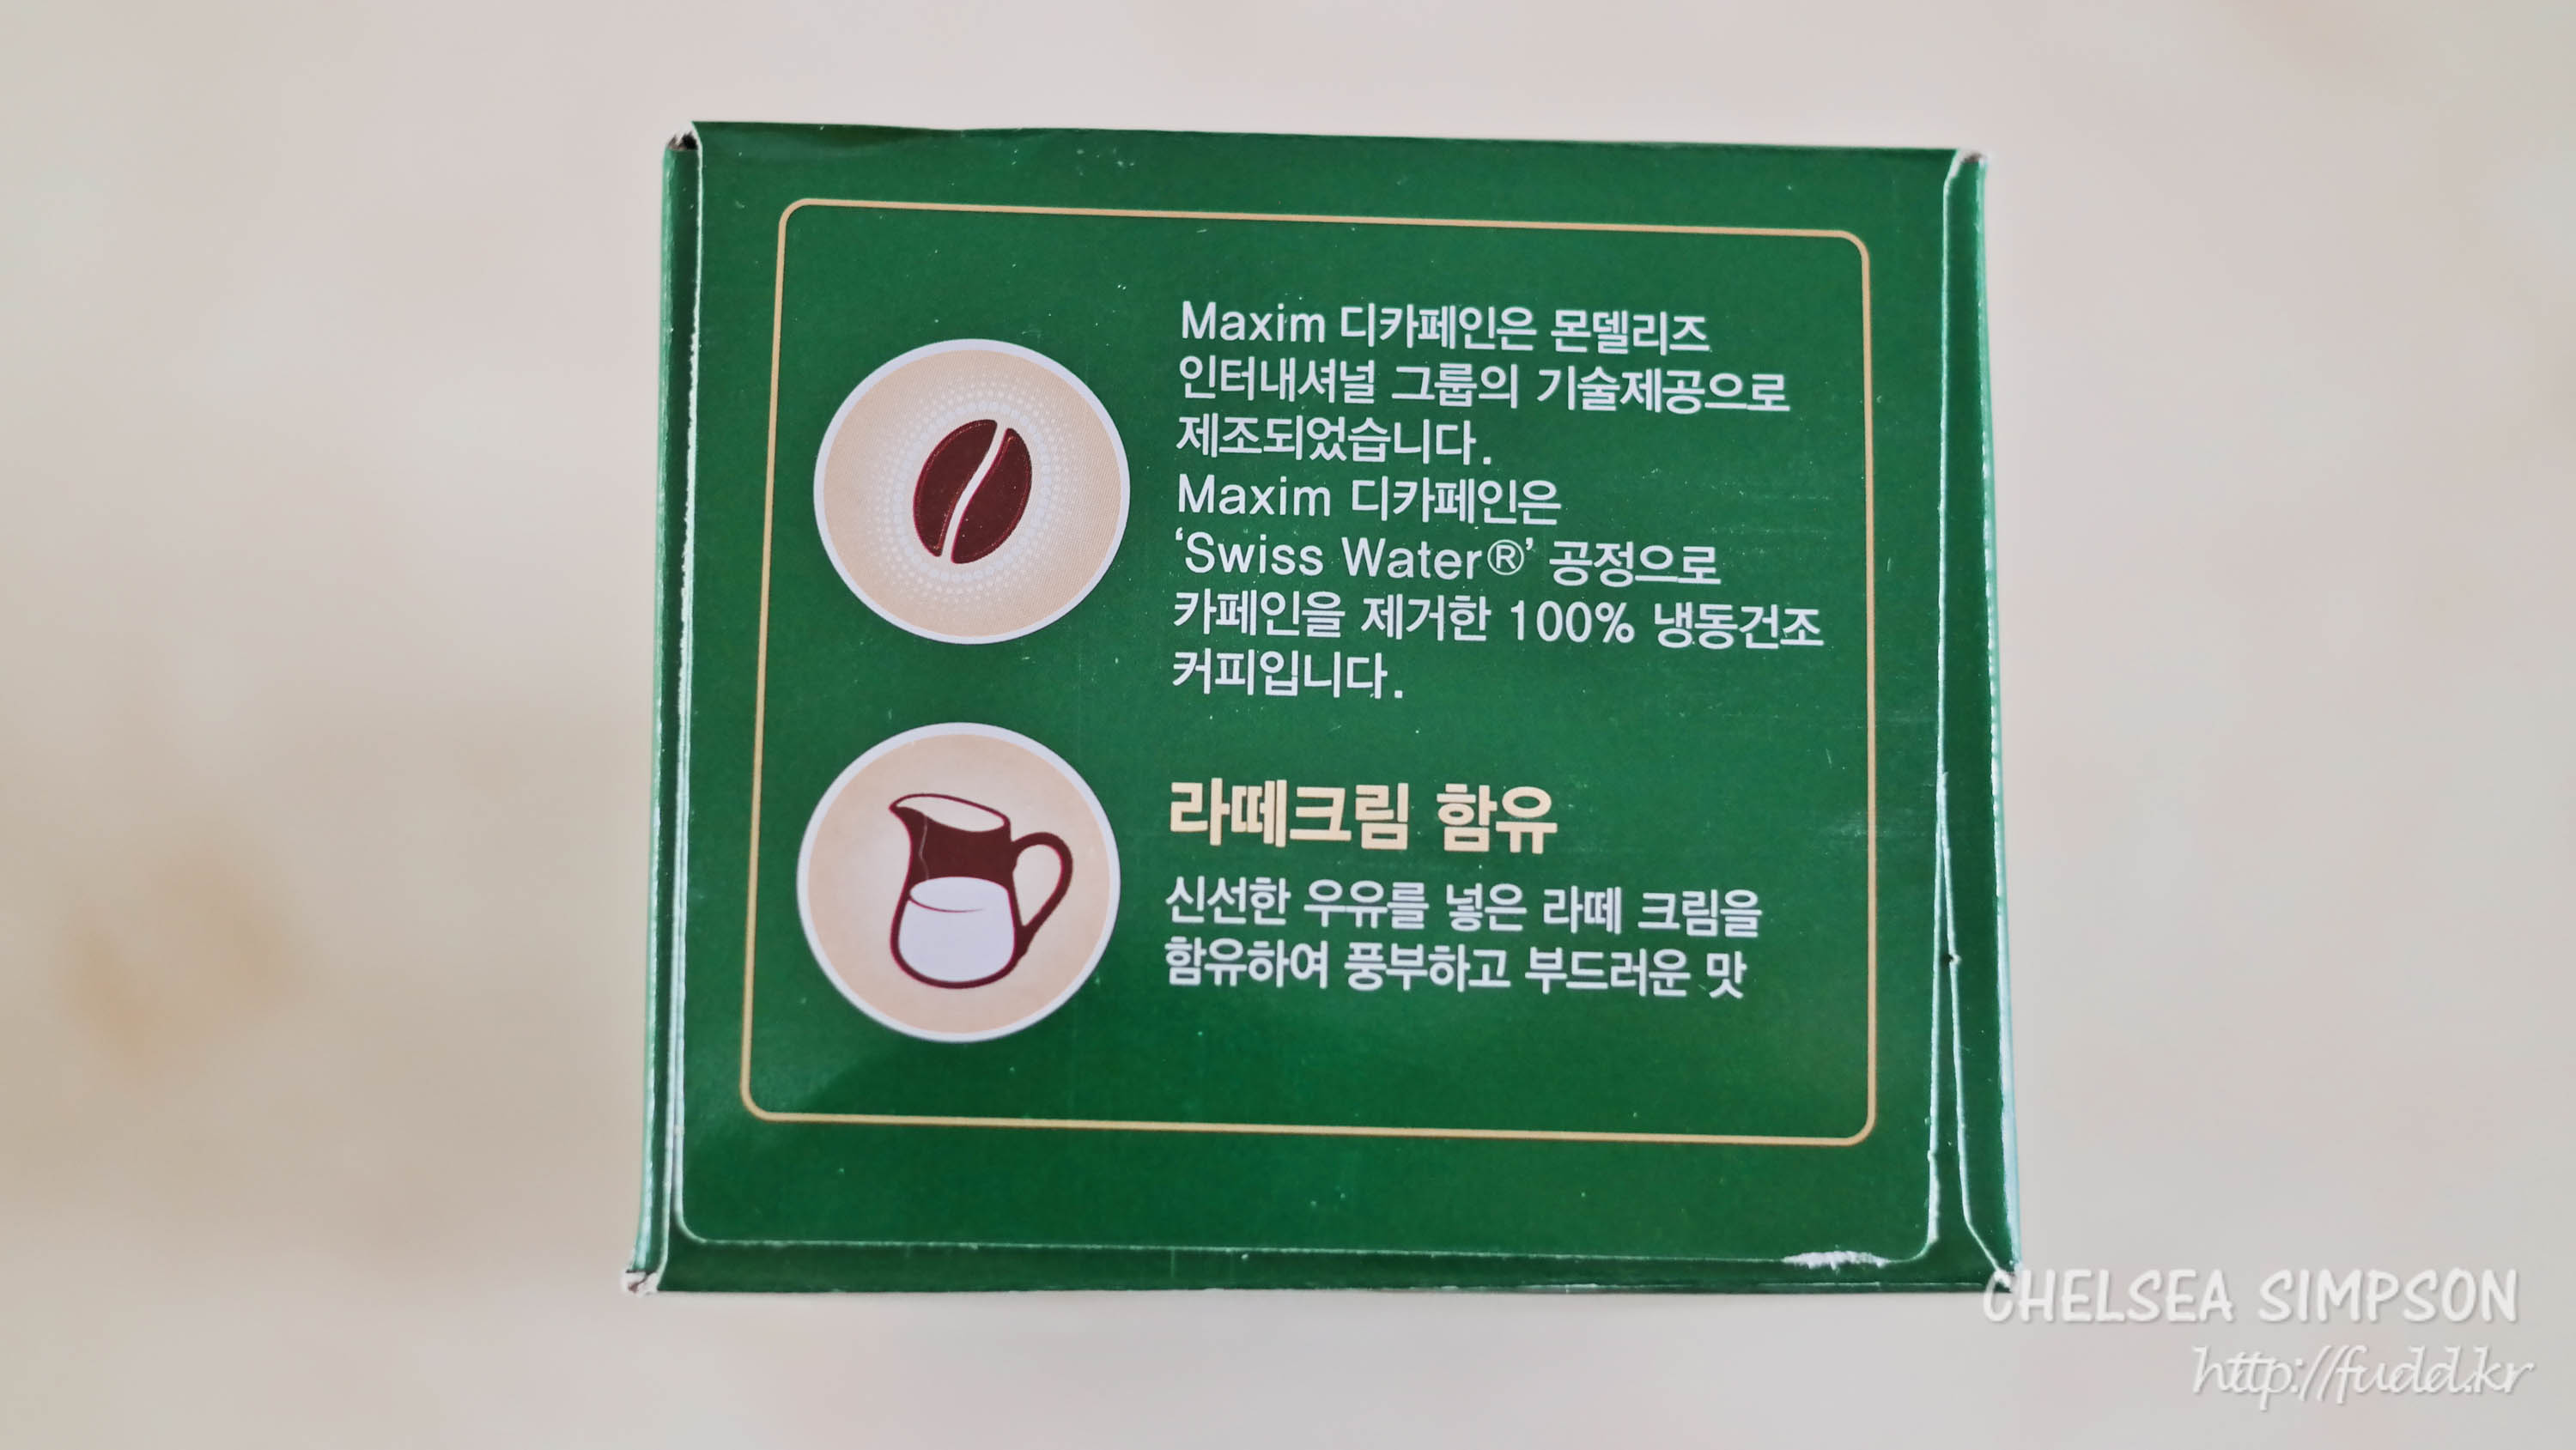 Maxim 디카페인은 몬델리즈
인터내셔널 그룹의 기술제공으로
제조되었습니다.
Maxim 디카페인은
‘Swiss Water®’ 공정으로
카페인을 제거한 100% 냉동건조
커피입니다.
라떼크림 함유
신선한 우유를 넣은 라떼 크림을
함유하여 풍부하고 부드러운 맛
CHELSEA SIMPSON
http://fudd.kr